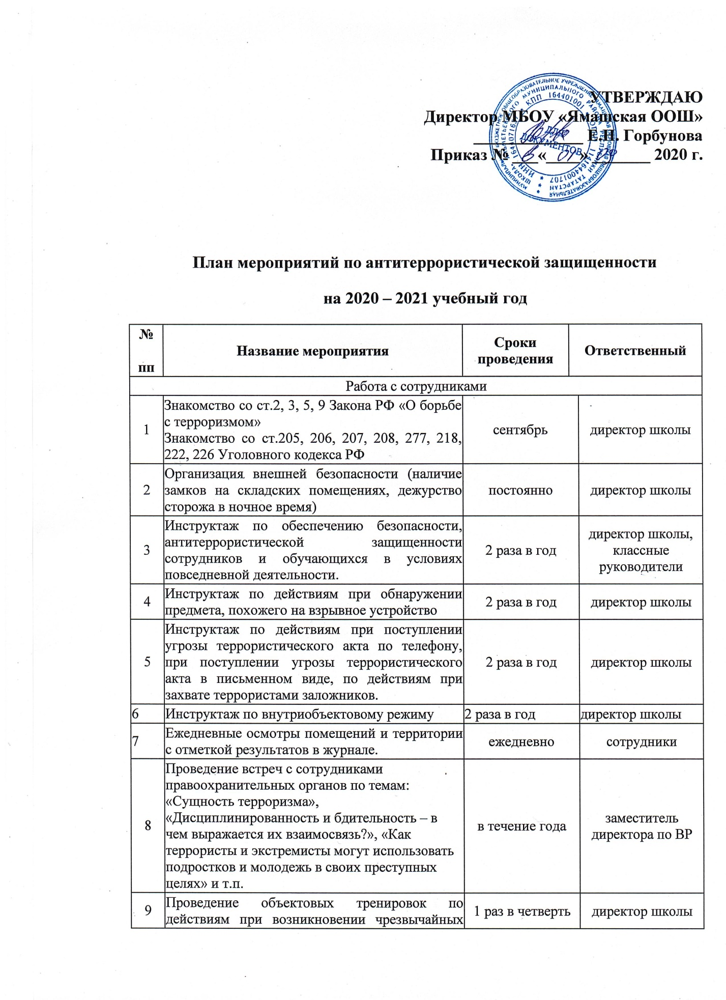 УТВЕРЖДАЮ
Директор МБОУ «Ямашская ООШ»
Е.Н. Горбунова
Приказ № ___«____»_______ 2020 г.
ДЛЯ
ДОКУМЕНТОВ
План мероприятий по антитеррористической защищенности
на 2020 – 2021 учебный год
№
пп
Название мероприятия
Сроки
проведения
Ответственный
Работа с сотрудниками
1
Знакомство со ст.2, 3, 5, 9 Закона РФ «О борьбе
с терроризмом»
Знакомство со ст.205, 206, 207, 208, 277, 218,
222, 226 Уголовного кодекса РФ
сентябрь
директор школы
2
Организация внешней безопасности (наличие
замков на складских помещениях, дежурство
сторожа в ночное время)
постоянно
директор школы
3
Инструктаж по обеспечению безопасности,
антитеррористической защищенности
сотрудников и обучающихся в условиях
повседневной деятельности.
2 раза в год
директор школы,
классные
руководители
4
Инструктаж по действиям при обнаружении
предмета, похожего на взрывное устройство
2 раза в год
директор школы
5
Инструктаж по действиям при поступлении
угрозы террористического акта по телефону,
при поступлении угрозы террористического
акта в письменном виде, по действиям при
захвате террористами заложников.
2 раза в год
директор школы
6
Инструктаж по внутриобъектовому режиму
2 раза в год
директор школы
7
Ежедневные осмотры помещений и территории
с отметкой результатов в журнале.
ежедневно
сотрудники
8
Проведение встреч с сотрудниками
правоохранительных органов по темам:
«Сущность терроризма»,
«Дисциплинированность и бдительность – в
чем выражается их взаимосвязь?», «Как
террористы и экстремисты могут использовать
подростков и молодежь в своих преступных
целях» и т.п.
в течение года
заместитель
директора по ВР
9
Проведение объектовых тренировок по
действиям при возникновении чрезвычайных
1 раз в четверть
директор школы